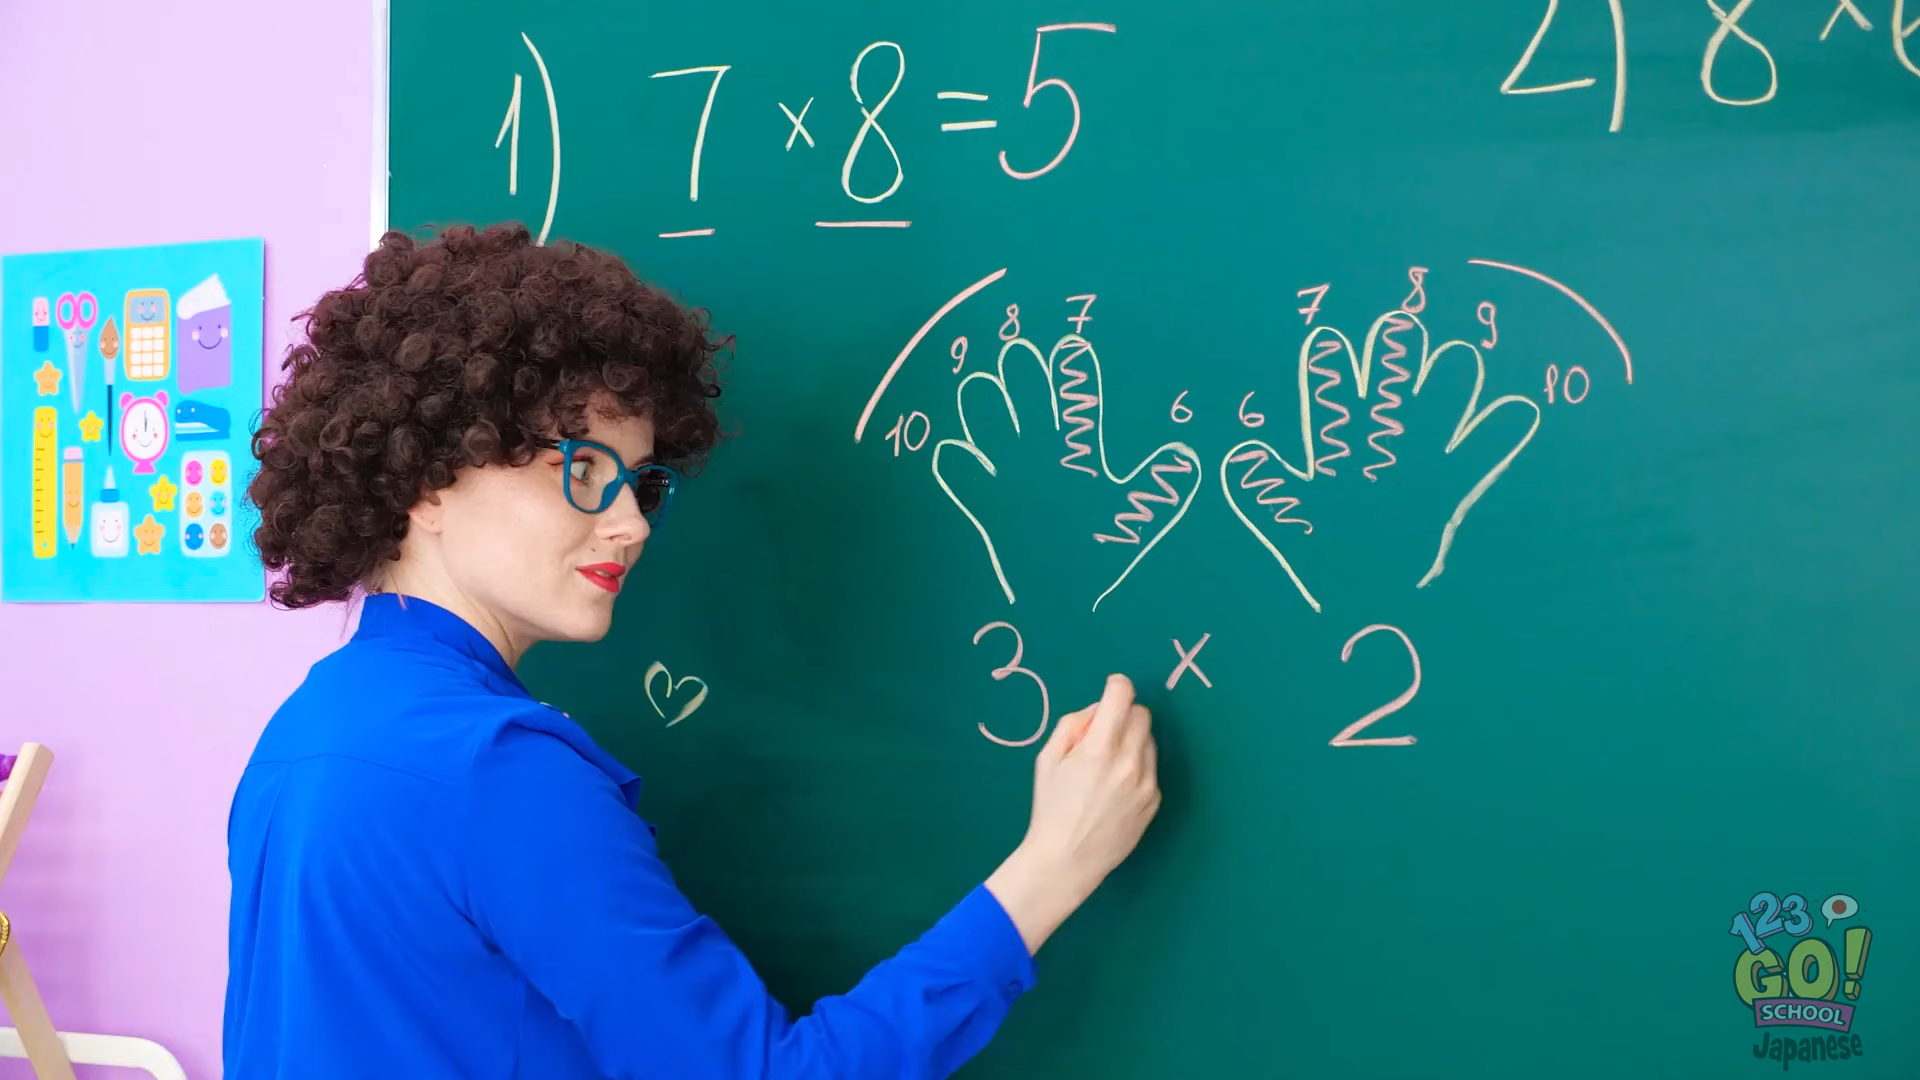 1) 7 × 8 = 5
2) 8 ×
10 9 8 7 6
6 7 8 9 10
3 × 2
123 GO!
SCHOOL
Japanese